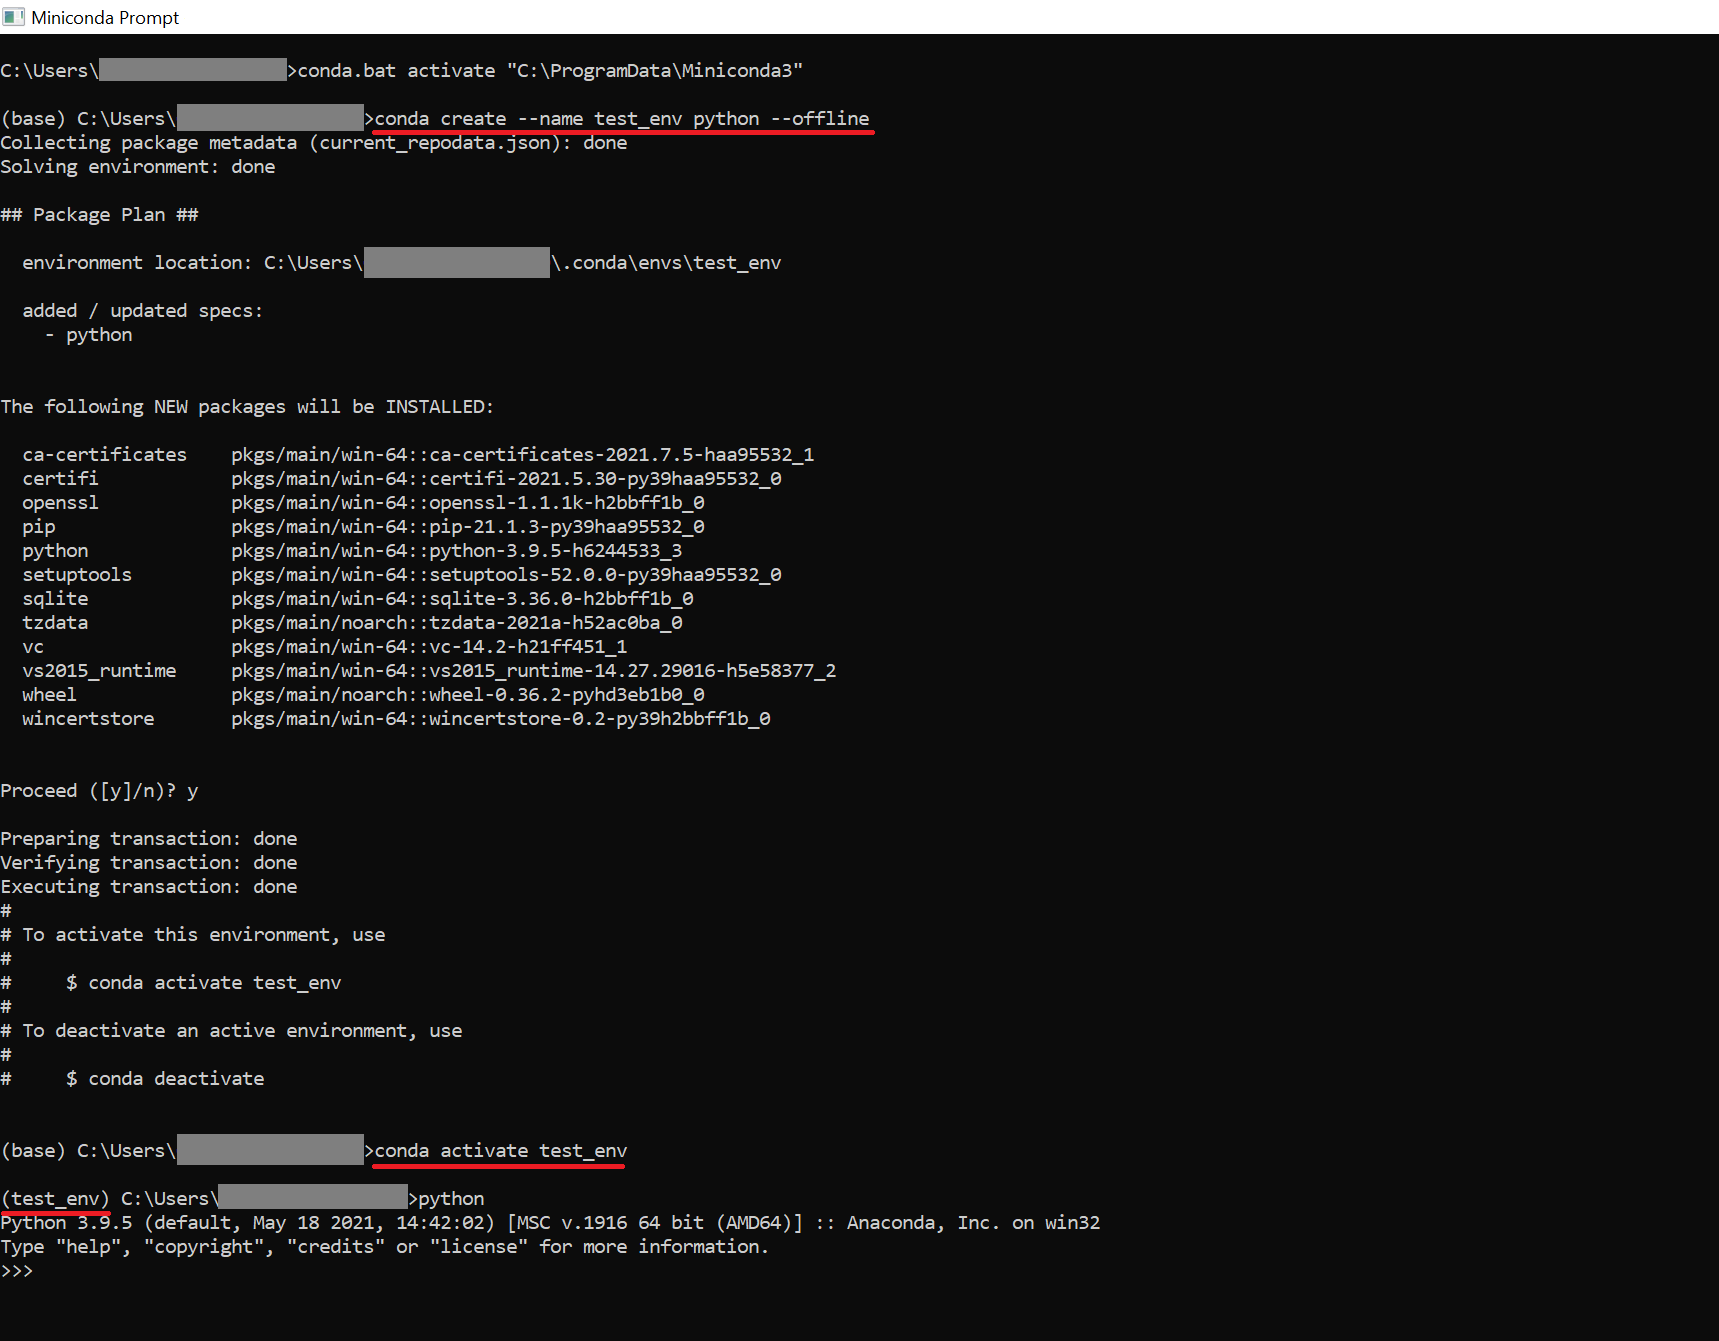 Miniconda Prompt
C:\Users\>conda.bat activate "C:\ProgramData\Miniconda3"
(base) C:\Users\>conda create --name test_env python --offline
Collecting package metadata (current_repodata.json): done
Solving environment: done
## Package Plan ##
environment location: C:\Users\\.conda\envs\test_env
added / updated specs:
- python
The following NEW packages will be INSTALLED:
ca-certificates pkgs/main/win-64::ca-certificates-2021.7.5-haa95532_1
certifi pkgs/main/win-64::certifi-2021.5.30-py39haa95532_0
openssl pkgs/main/win-64::openssl-1.1.1k-h2bbff1b_0
pip pkgs/main/win-64::pip-21.1.3-py39haa95532_0
python pkgs/main/win-64::python-3.9.5-h6244533_3
setuptools pkgs/main/win-64::setuptools-52.0.0-py39haa95532_0
sqlite pkgs/main/win-64::sqlite-3.36.0-h2bbff1b_0
tzdata pkgs/main/noarch::tzdata-2021a-h52ac0ba_0
vc pkgs/main/win-64::vc-14.2-h21ff451_1
vs2015_runtime pkgs/main/win-64::vs2015_runtime-14.27.29016-h5e58377_2
wheel pkgs/main/noarch::wheel-0.36.2-pyhd3eb1b0_0
wincertstore pkgs/main/win-64::wincertstore-0.2-py39h2bbff1b_0
Proceed ([y]/n)? y
Preparing transaction: done
Verifying transaction: done
Executing transaction: done
#
# To activate this environment, use
#
# $ conda activate test_env
#
# To deactivate an active environment, use
#
# $ conda deactivate
(base) C:\Users\>conda activate test_env
(test_env) C:\Users\>python
Python 3.9.5 (default, May 18 2021, 14:42:02) [MSC v.1916 64 bit (AMD64)] :: Anaconda, Inc. on win32
Type "help", "copyright", "credits" or "license" for more information.
>>>